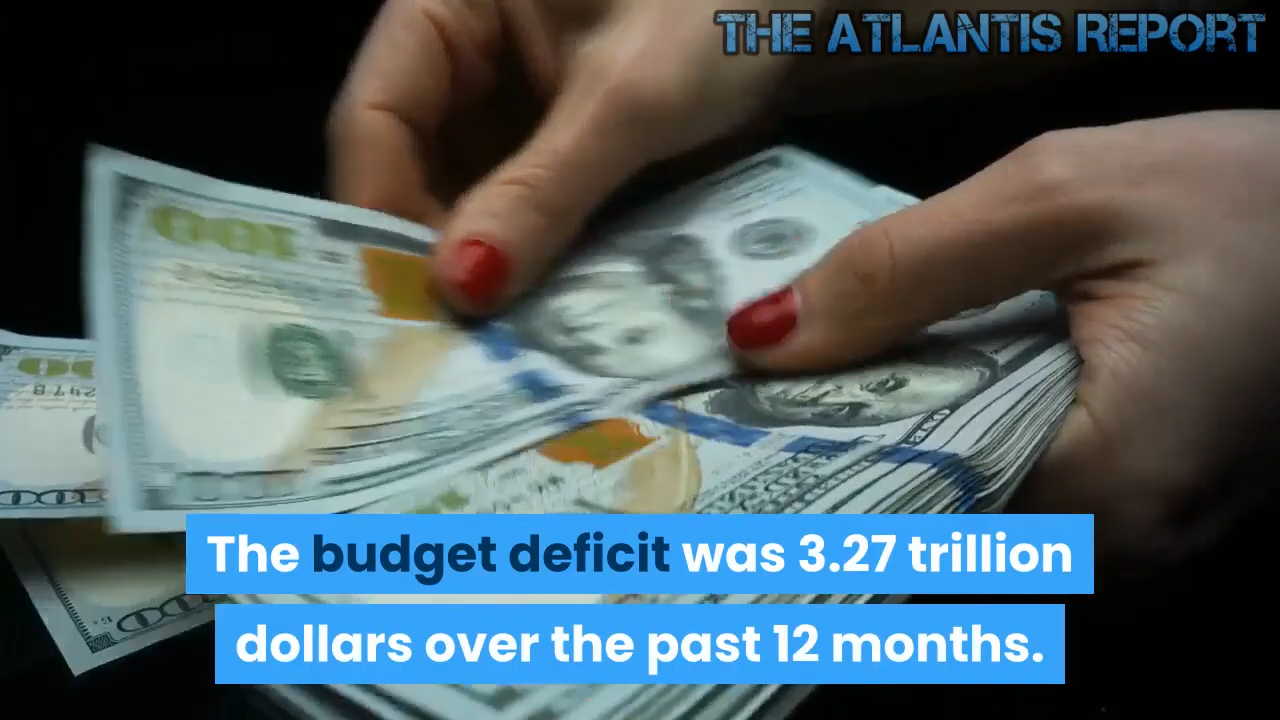 THE ATLANTIS REPORT
The budget deficit was 3.27 trillion
dollars over the past 12 months.